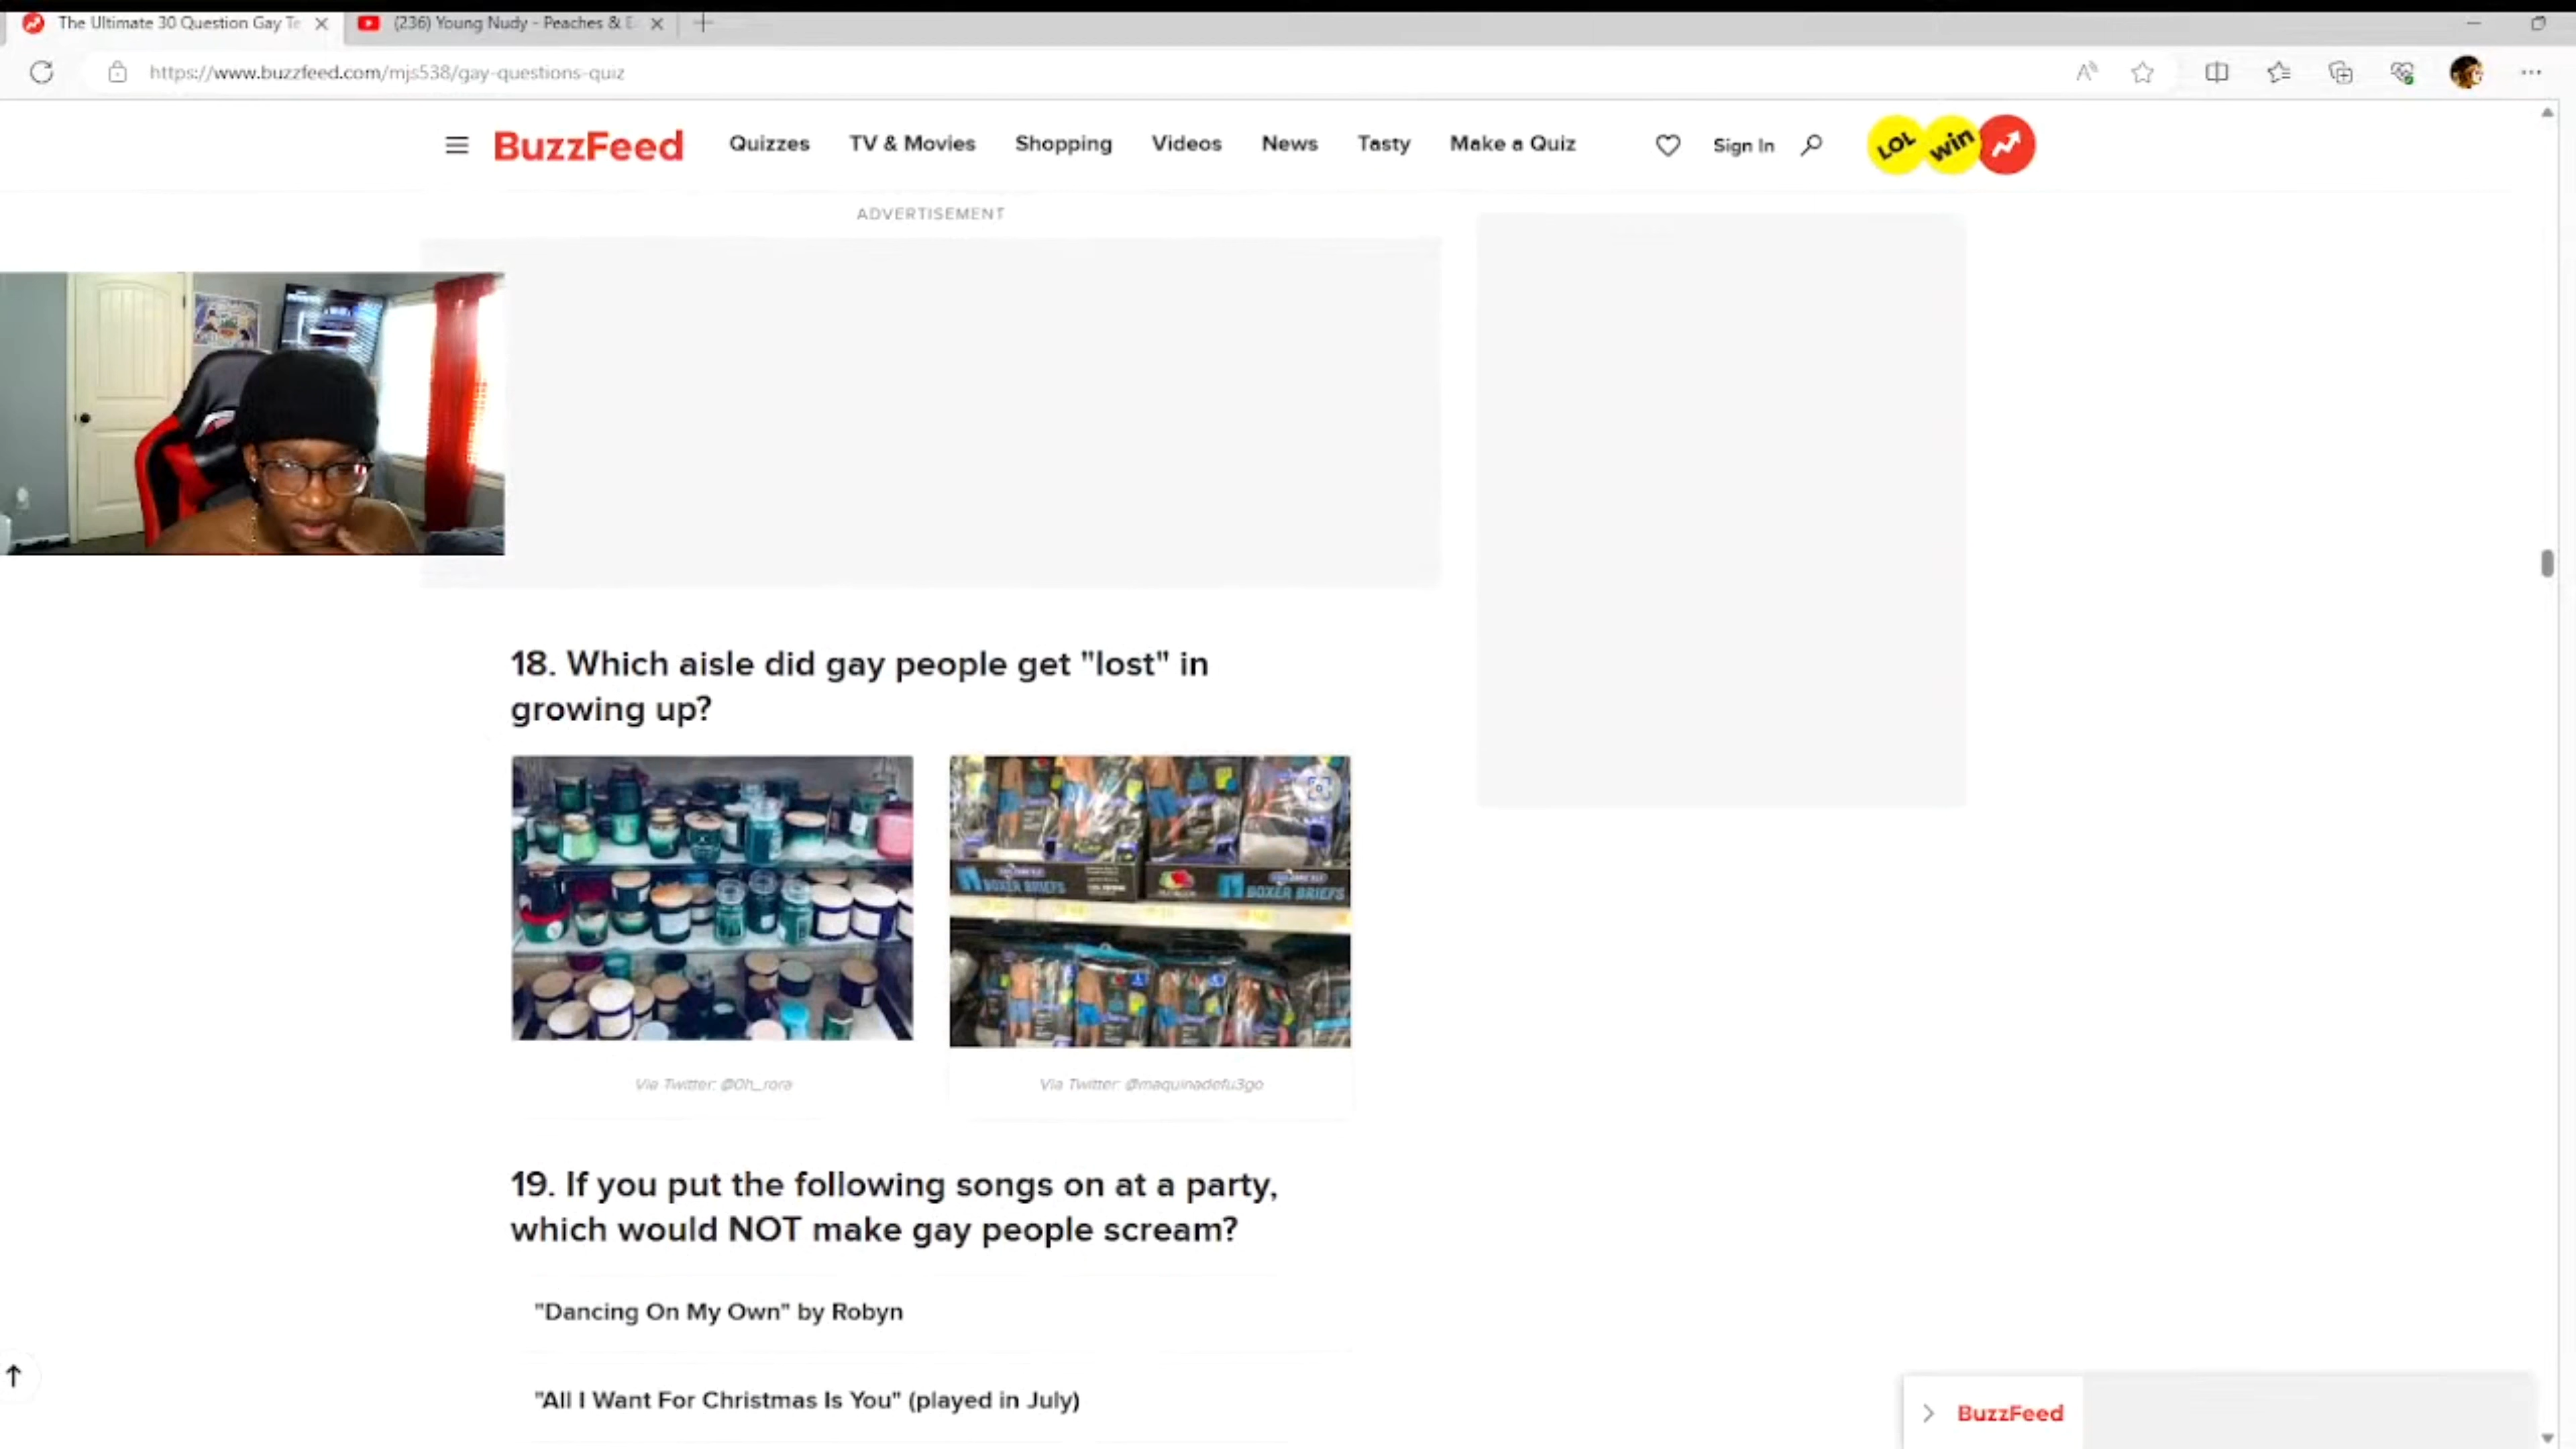 The Ultimate 30 Question Gay Te
(236) Young Nudy - Peaches & E
https://www.buzzfeed.com/mjs538/gay-questions-quiz
BuzzFeed
Quizzes
TV & Movies
Shopping
Videos
News
Tasty
Make a Quiz
Sign In
LOL
win
ADVERTISEMENT
18. Which aisle did gay people get "lost" in
growing up?
BOXER BRIEFS
BOXER BRIEFS
Via Twitter: @0h_rora
Via Twitter: @maquinadefu3go
19. If you put the following songs on at a party,
which would NOT make gay people scream?
"Dancing On My Own" by Robyn
"All I Want For Christmas Is You" (played in July)
BuzzFeed